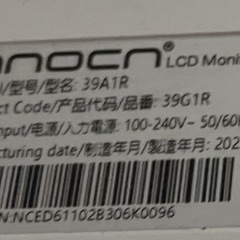 nnocn® LCD Moni
/型号/型名: 39A1R
ct Code/产品代码/品番: 39G1R
nput/电源/入力電源: 100-240V~ 50/60
cturing date/制造年月/製造年月: 202
:NCED61102B306K0096